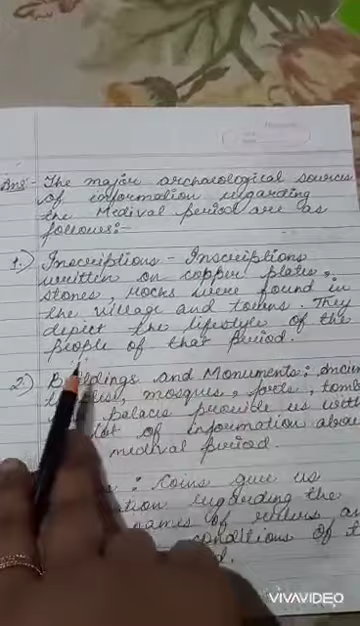 Ans:- The major archaeological sources
of information regarding
the Medival period are as
follows:-
1.) Inscriptions - Inscriptions
written on copper plates,
stones, rocks were found in
the village and towns. They
depict the lifestyle of the
people of that period.
2.) Buildings and Monuments:
mosques, forts, tombs
palaces provide us with
lot of information
medival period.
: Coins give us
regarding the
names of rulers
conditions of
VIVAVIDEO